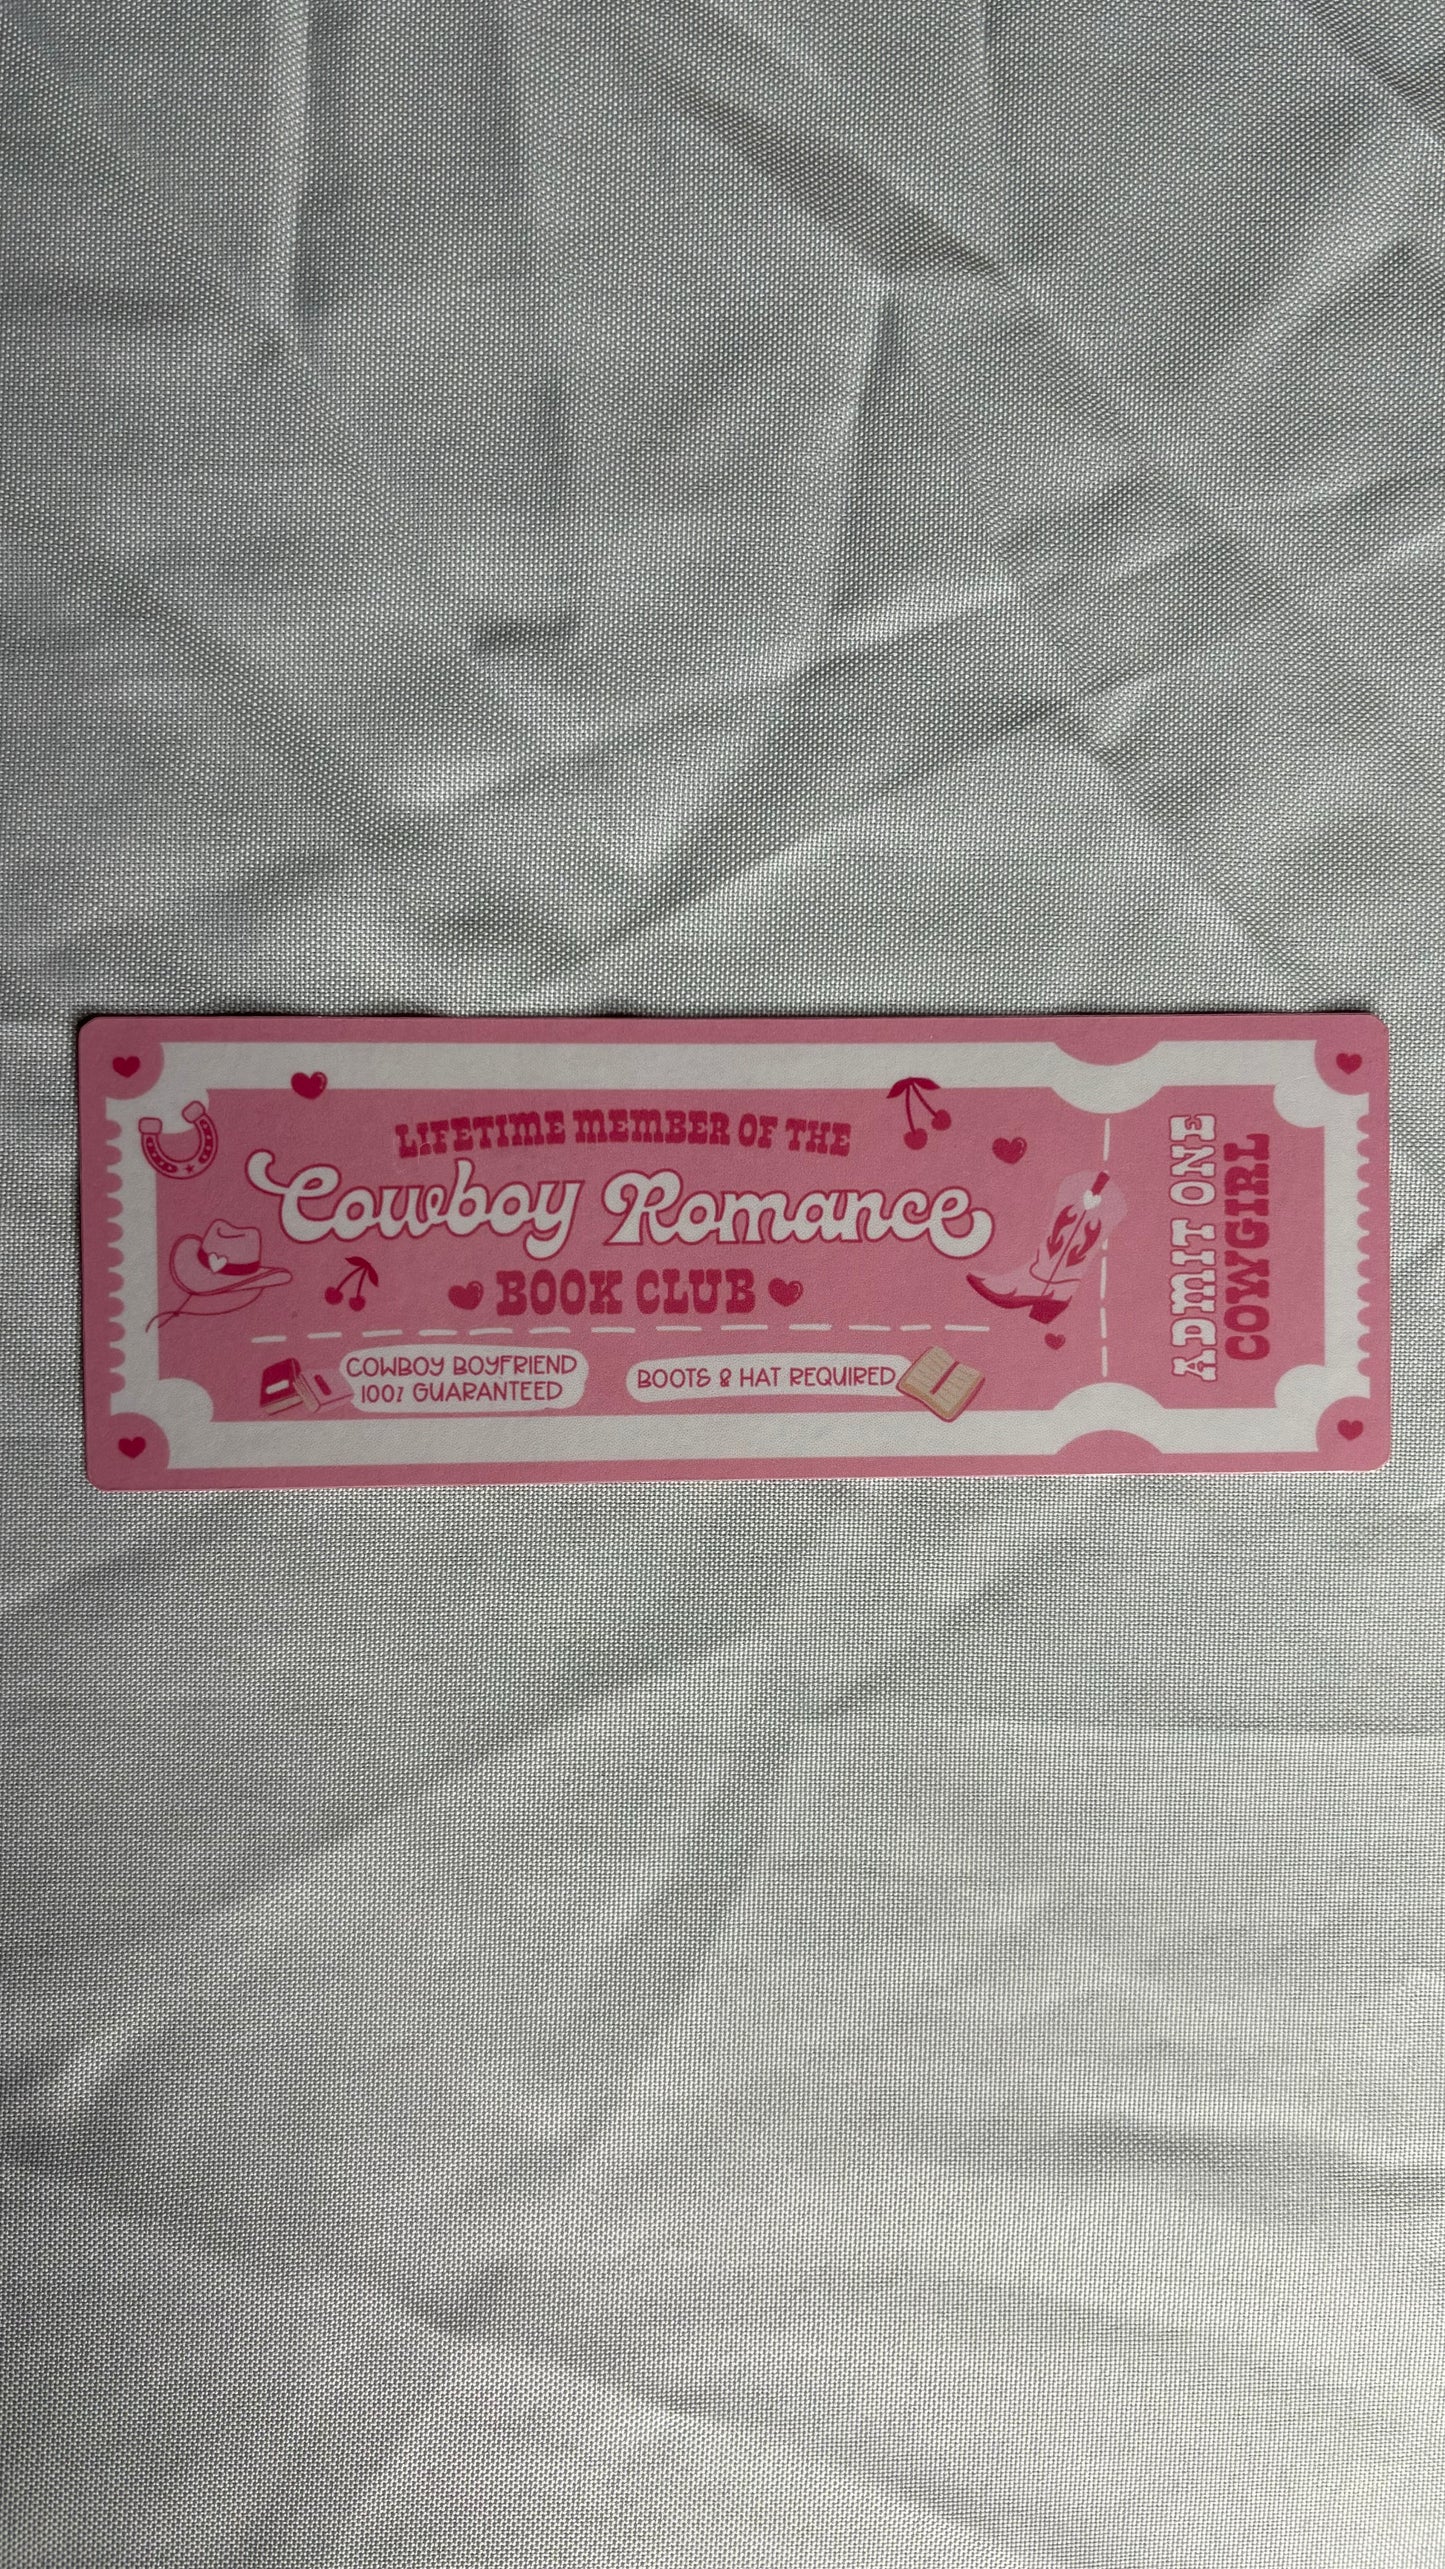 LIFETIME MEMBER OF THE
Cowboy Romance
BOOK CLUB
COWBOY BOYFRIEND
100% GUARANTEED
BOOTS & HAT REQUIRED
ADMIT ONE
COWGIRL